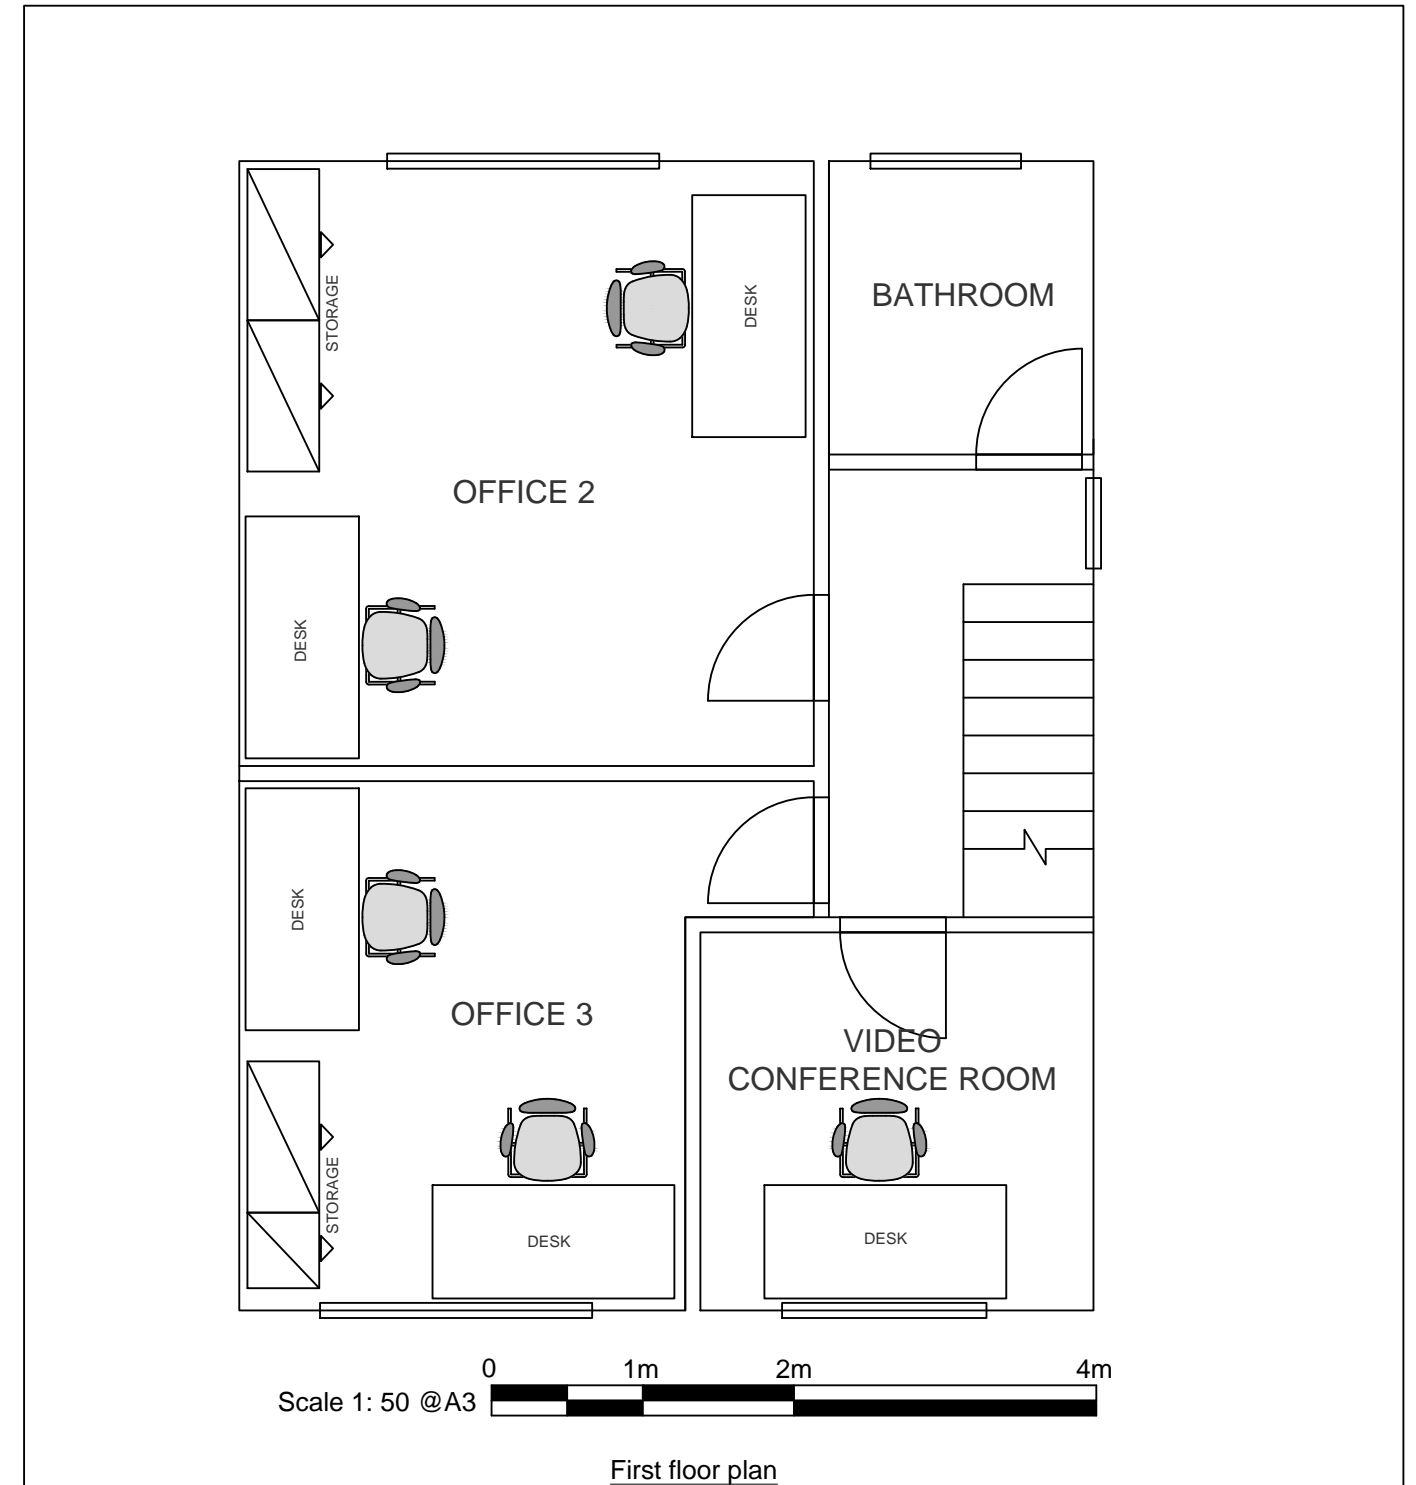 BATHROOM
DESK
STORAGE
OFFICE 2
DESK
DESK
OFFICE 3
VIDEO
CONFERENCE ROOM
STORAGE
DESK
DESK
0 1m 2m 4m
Scale 1: 50 @A3
First floor plan